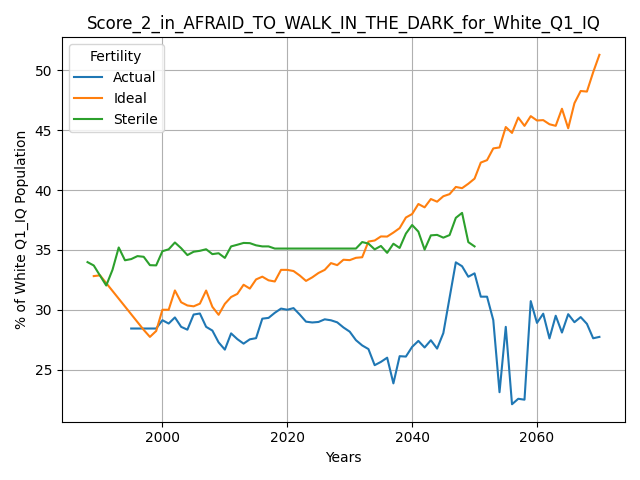 Score_2_in_AFRAID_TO_WALK_IN_THE_DARK_for_White_Q1_IQ
Fertility
Actual
Ideal
Sterile
% of White Q1_IQ Population
50
45
40
35
30
25
2000
2020
2040
2060
Years